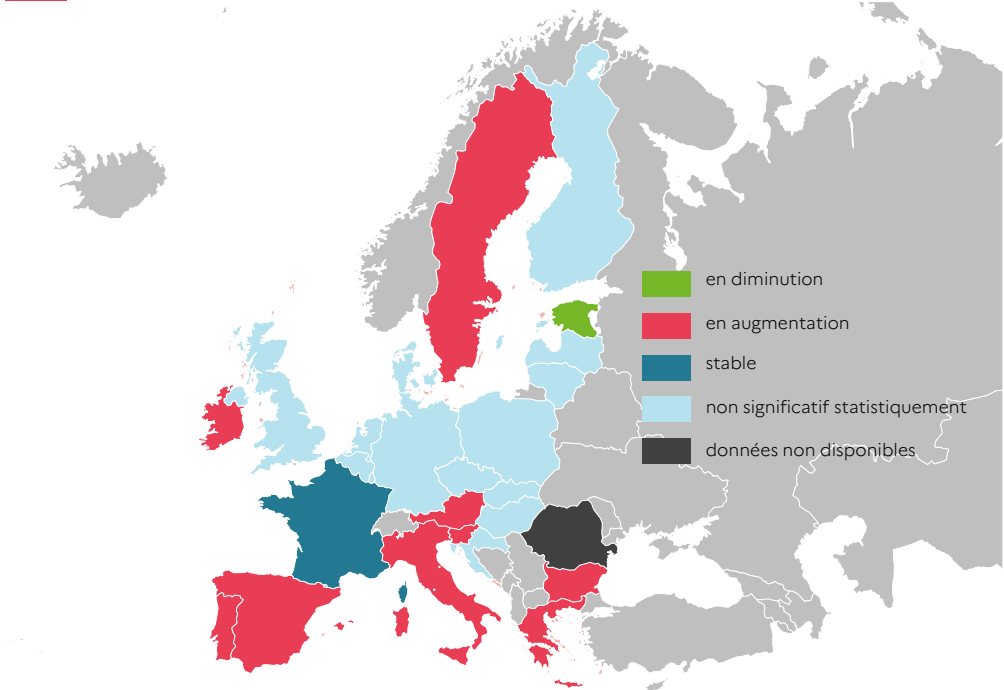 en diminution
en augmentation
stable
non significatif statistiquement
données non disponibles